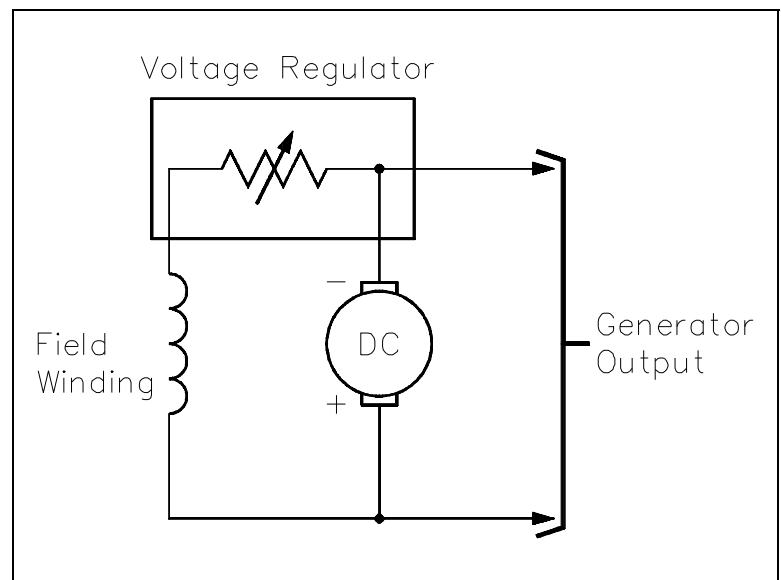 Voltage Regulator
−
DC
+
Field
Winding
Generator
Output